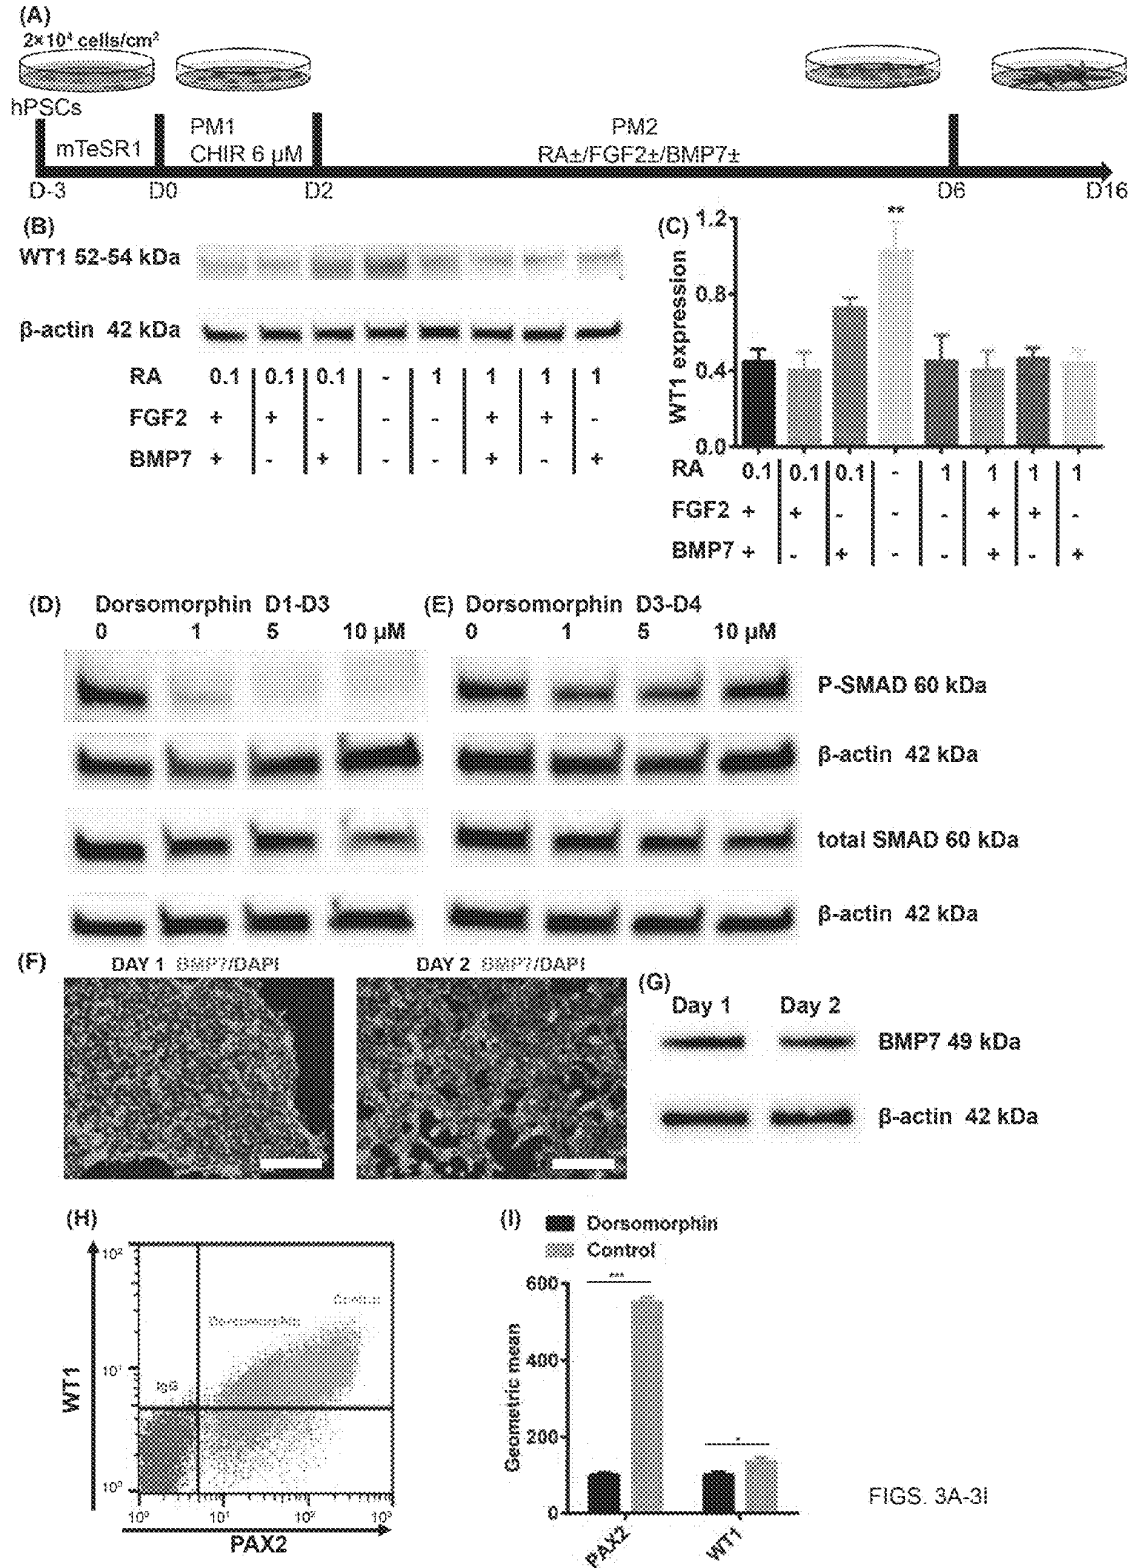 (A)
2×10⁴ cells/cm²
hPSCs
mTeSR1
PM1
CHIR 6 µM
PM2
RA±/FGF2±/BMP7±
D-3 D0 D2 D6 D16
(B)
WT1 52-54 kDa
β-actin 42 kDa
RA 0.1 0.1 0.1 - 1 1 1 1
FGF2 + + - - - + + -
BMP7 + - + - - + - +
(C)
**
WT1 expression
1.2
0.8
0.4
0.0
RA 0.1 0.1 0.1 - 1 1 1 1
FGF2 + + - - - + + -
BMP7 + - + - - + - +
(D) Dorsomorphin D1-D3
0 1 5 10 µM
(E) Dorsomorphin D3-D4
0 1 5 10 µM
P-SMAD 60 kDa
β-actin 42 kDa
total SMAD 60 kDa
β-actin 42 kDa
(F)
DAY 1 BMP7/DAPI
DAY 2 BMP7/DAPI
(G)
Day 1 Day 2
BMP7 49 kDa
β-actin 42 kDa
(H)
WT1
10²
10¹
10⁰
Control
Dorsomorphin
IgG
10⁰ 10¹ 10² 10³
PAX2
(I)
Dorsomorphin
Control
Geometric mean
600
400
200
0
***
*
PAX2 WT1
FIGS. 3A-3I